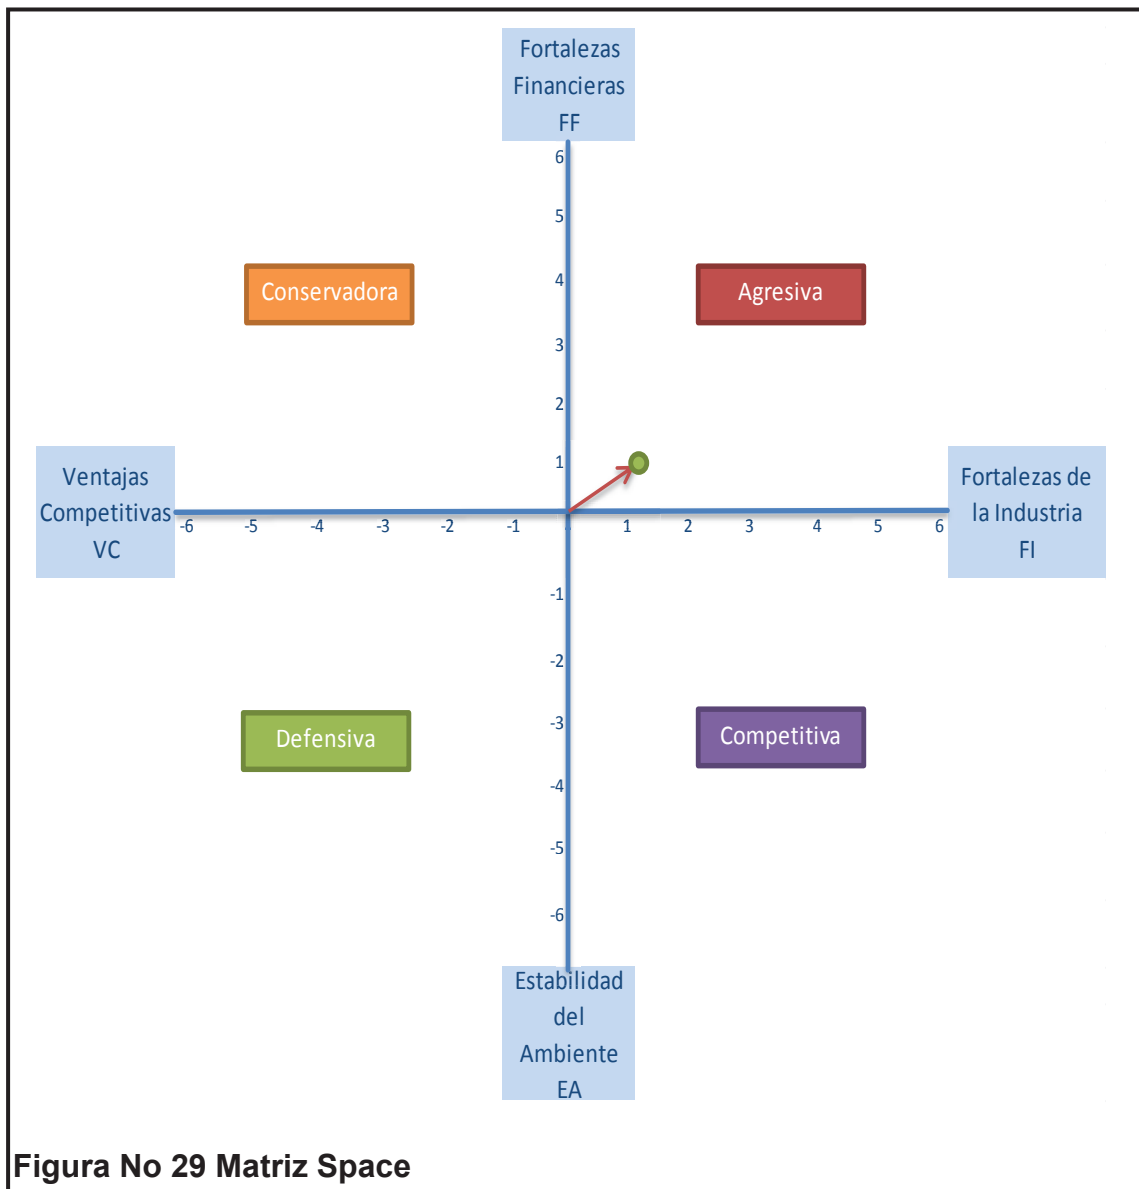 Fortalezas
Financieras
FF
6
5
4
3
2
1
Conservadora
Agresiva
Ventajas
Competitivas
VC
-6 -5 -4 -3 -2 -1 1 2 3 4 5 6
Fortalezas de
la Industria
FI
-1
-2
-3
-4
-5
-6
Defensiva
Competitiva
Estabilidad
del
Ambiente
EA
Figura No 29 Matriz Space